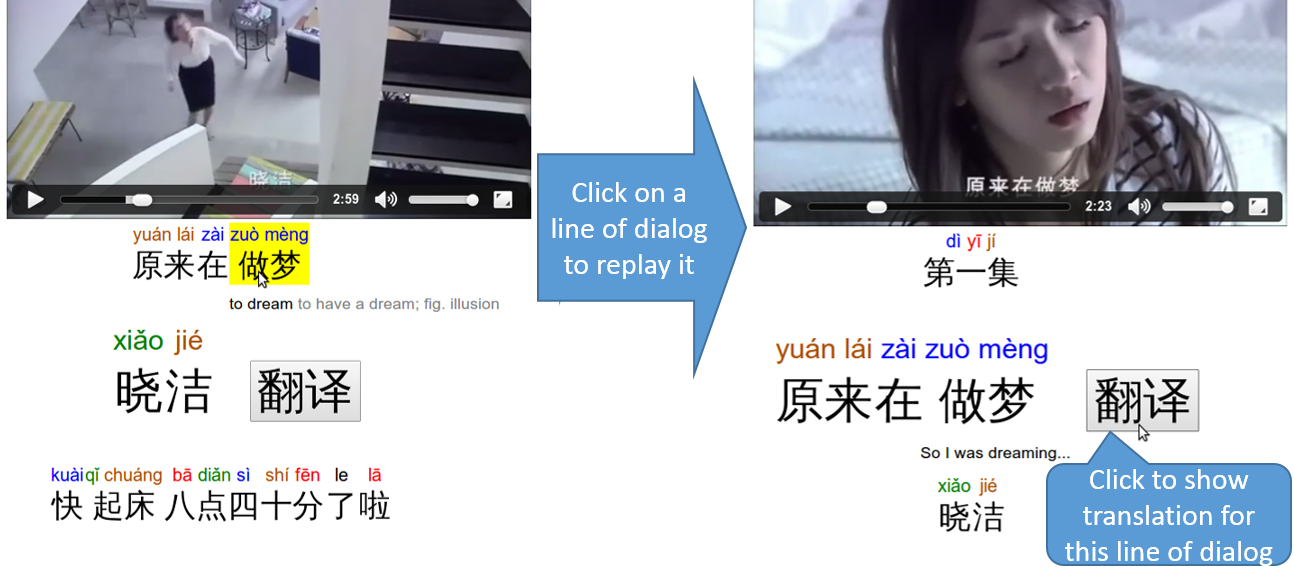 晓洁
2:59
yuán lái zài zuò mèng
原来在 做梦
to dream to have a dream; fig. illusion
xiǎo jié
晓洁 翻译
kuàiqǐ chuáng bā diǎn sì shí fēn le lā
快 起床 八点四十分了啦
Click on a
line of dialog
to replay it
原来在做梦
2:23
dì yī jí
第一集
yuán lái zài zuò mèng
原来在 做梦 翻译
So I was dreaming...
xiǎo jié
晓洁
Click to show
translation for
this line of dialog